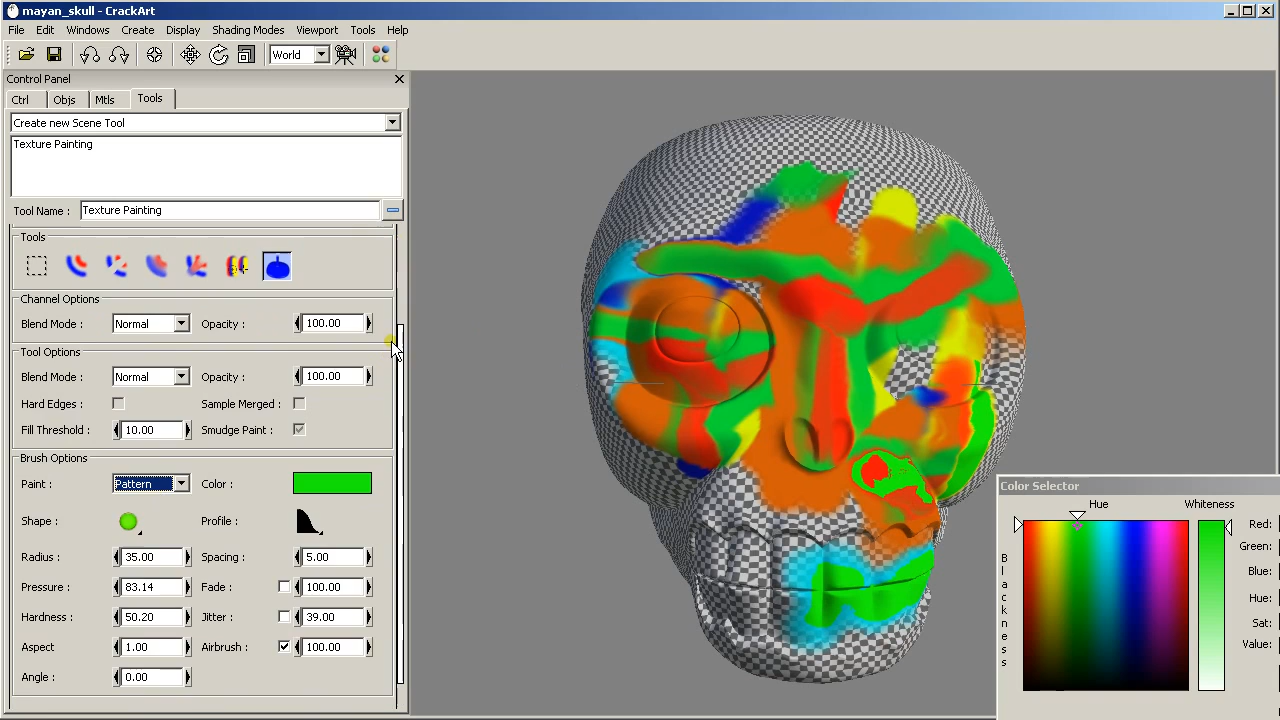 mayan_skull - CrackArt
File Edit Windows Create Display Shading Modes Viewport Tools Help
World
Control Panel
Ctrl Objs Mtls Tools
Create new Scene Tool
Texture Painting
Tool Name : Texture Painting
Tools
Channel Options
Blend Mode : Normal Opacity : 100.00
Tool Options
Blend Mode : Normal Opacity : 100.00
Hard Edges : Sample Merged :
Fill Threshold : 10.00 Smudge Paint :
Brush Options
Paint : Pattern Color :
Shape : Profile :
Radius : 35.00 Spacing : 5.00
Pressure : 83.14 Fade : 100.00
Hardness : 50.20 Jitter : 39.00
Aspect 1.00 Airbrush : 100.00
Angle : 0.00
Color Selector
Hue Whiteness
Blackness
Red:
Green:
Blue:
Hue:
Sat:
Value: